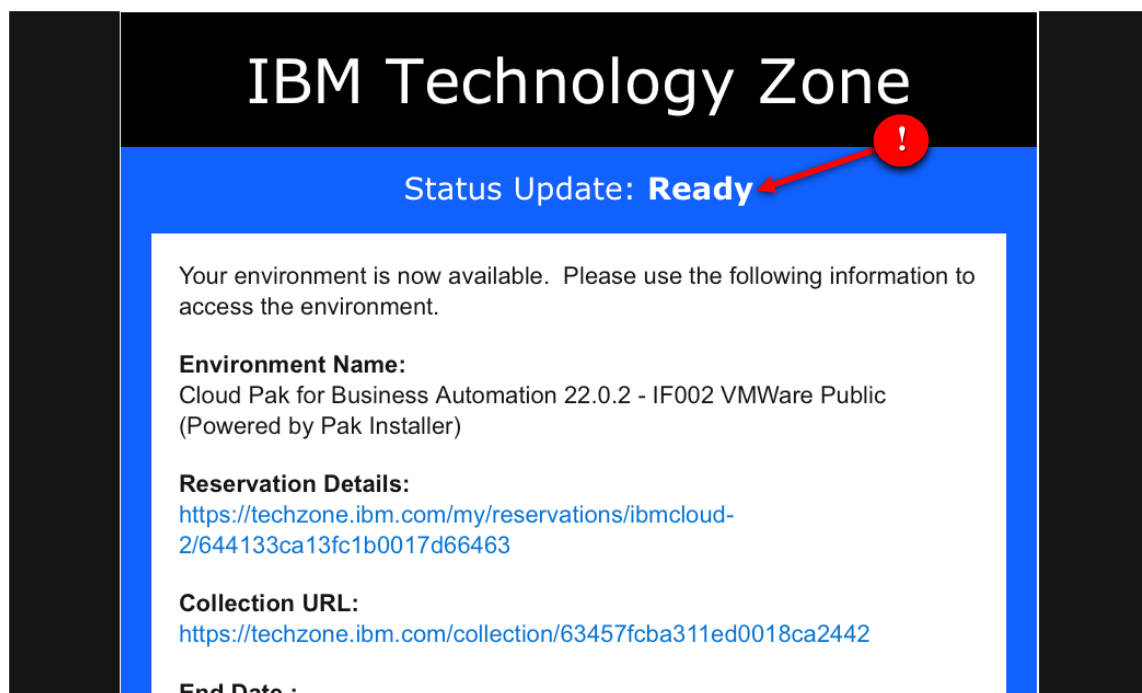 IBM Technology Zone
!
Status Update: Ready
Your environment is now available.  Please use the following information to
access the environment.
Environment Name:
Cloud Pak for Business Automation 22.0.2 - IF002 VMWare Public
(Powered by Pak Installer)
Reservation Details:
https://techzone.ibm.com/my/reservations/ibmcloud-
2/644133ca13fc1b0017d66463
Collection URL:
https://techzone.ibm.com/collection/63457fcba311ed0018ca2442
End Date :